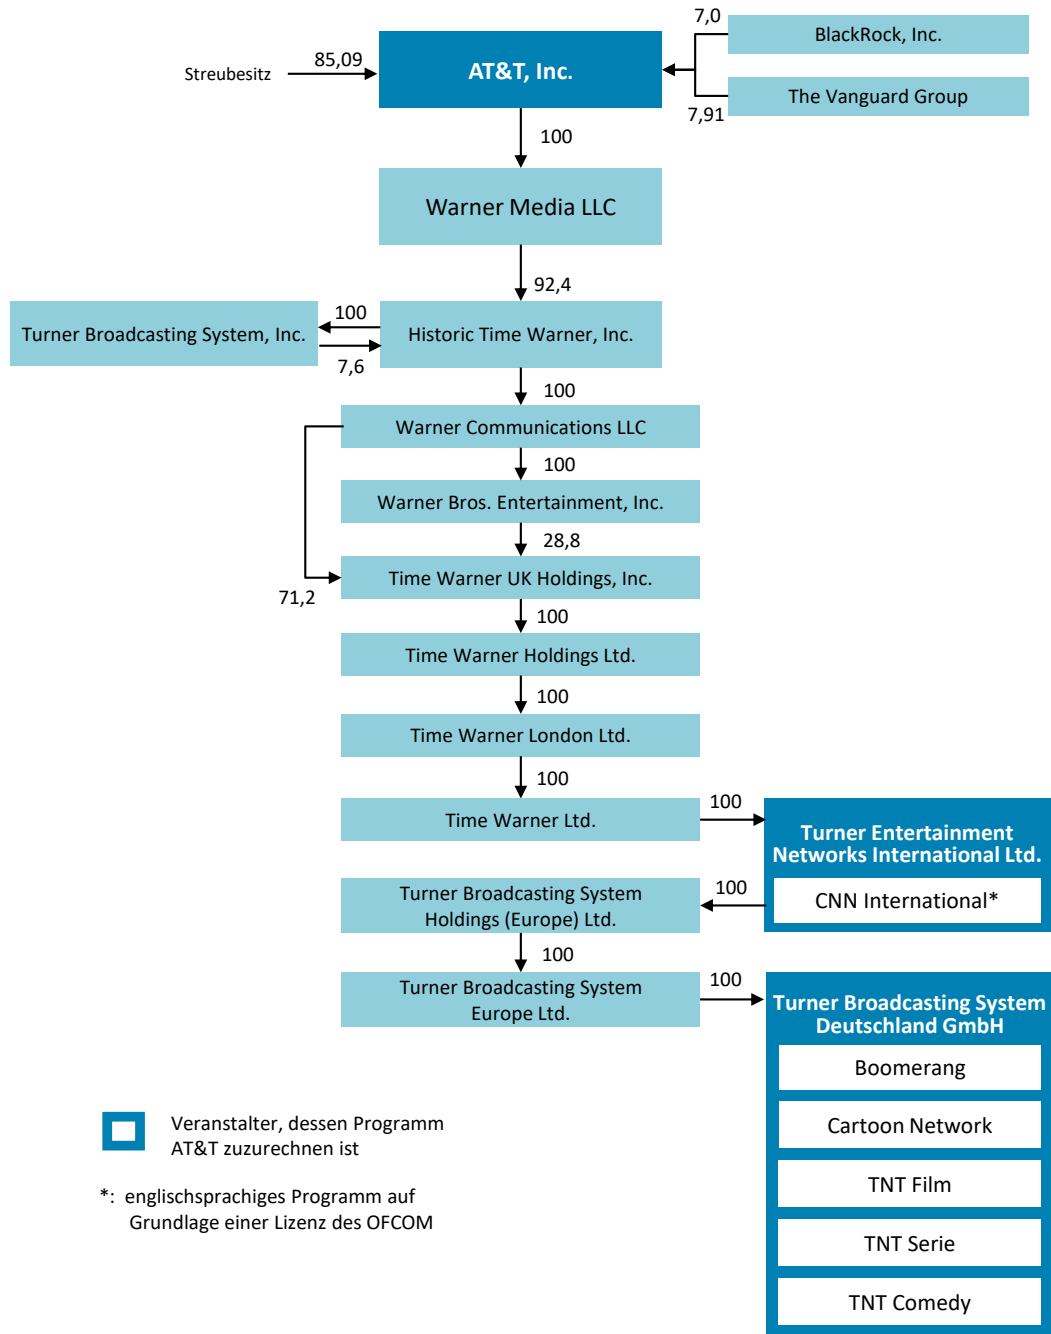 7,0
BlackRock, Inc.
Streubesitz
85,09
AT&T, Inc.
The Vanguard Group
7,91
100
Warner Media LLC
92,4
Turner Broadcasting System, Inc.
100
7,6
Historic Time Warner, Inc.
100
Warner Communications LLC
100
Warner Bros. Entertainment, Inc.
28,8
Time Warner UK Holdings, Inc.
71,2
100
Time Warner Holdings Ltd.
100
Time Warner London Ltd.
100
Time Warner Ltd.
100
Turner Entertainment
Networks International Ltd.
CNN International*
100
Turner Broadcasting System
Holdings (Europe) Ltd.
100
Turner Broadcasting System
Europe Ltd.
100
Turner Broadcasting System
Deutschland GmbH
Boomerang
Cartoon Network
TNT Film
TNT Serie
TNT Comedy
Veranstalter, dessen Programm
AT&T zuzurechnen ist
*: englischsprachiges Programm auf
Grundlage einer Lizenz des OFCOM